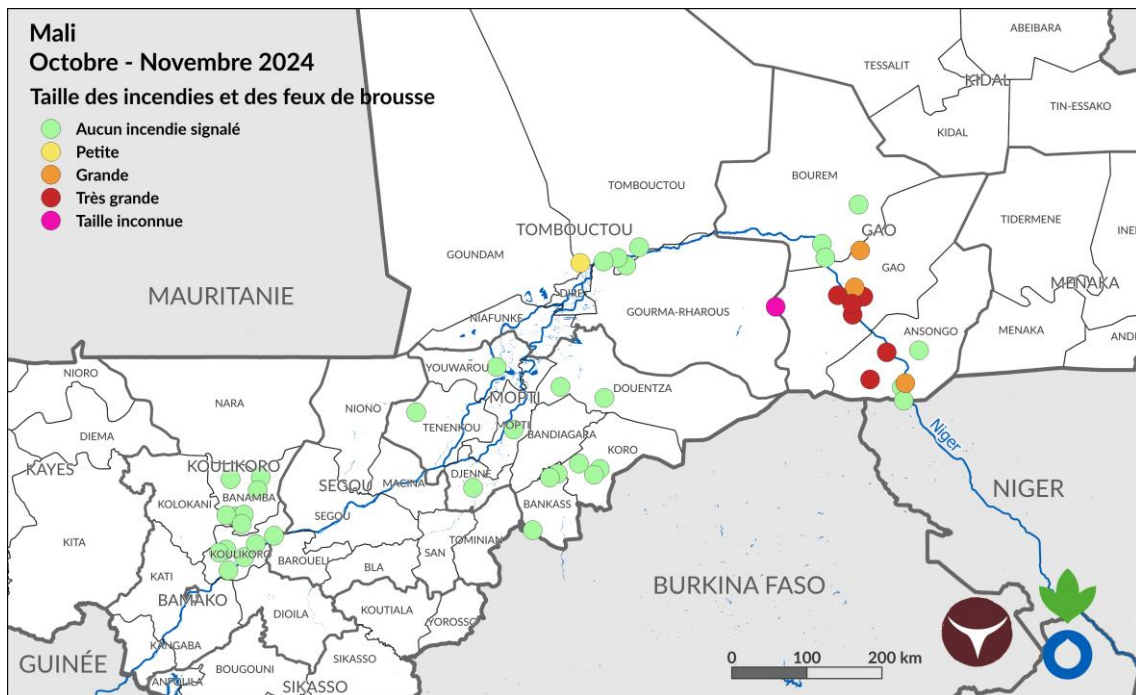 Mali
Octobre - Novembre 2024
Taille des incendies et des feux de brousse
Aucun incendie signalé
Petite
Grande
Très grande
Taille inconnue
ABEIBARA
TESSALIT
KIDAL
TIN-ESSAKO
KIDAL
TOMBOUCTOU
BOUREM
TIDERMENE
TOMBOUCTOU
GAO
INE
GOUNDAM
GAO
MENAKA
MAURITANIE
DIRE
GOURMA-RHAROUS
NIAFUNKE
ANSONGO
MENAKA
AND
YOUWAROU
NIORO
DOUENTZA
NARA
NIONO
MOPTI
TENENKOU
MOPTI
DIEMA
BANDIAGARA
Niger
KORO
KAYES
KOULIKORO
DJENNE
SEGOU
MACINA
NIGER
BANAMBA
KOLOKANI
BANKASS
SEGOU
TOMINIAN
KITA
KOULIKORO
SAN
BAROUELI
BLA
KATI
BURKINA FASO
BAMAKO
DIOILA
KOUTIALA
YOROSSO
KANGABA
SIKASSO
GUINÉE
BOUGOUNI
SIKASSO
0 100 200 km